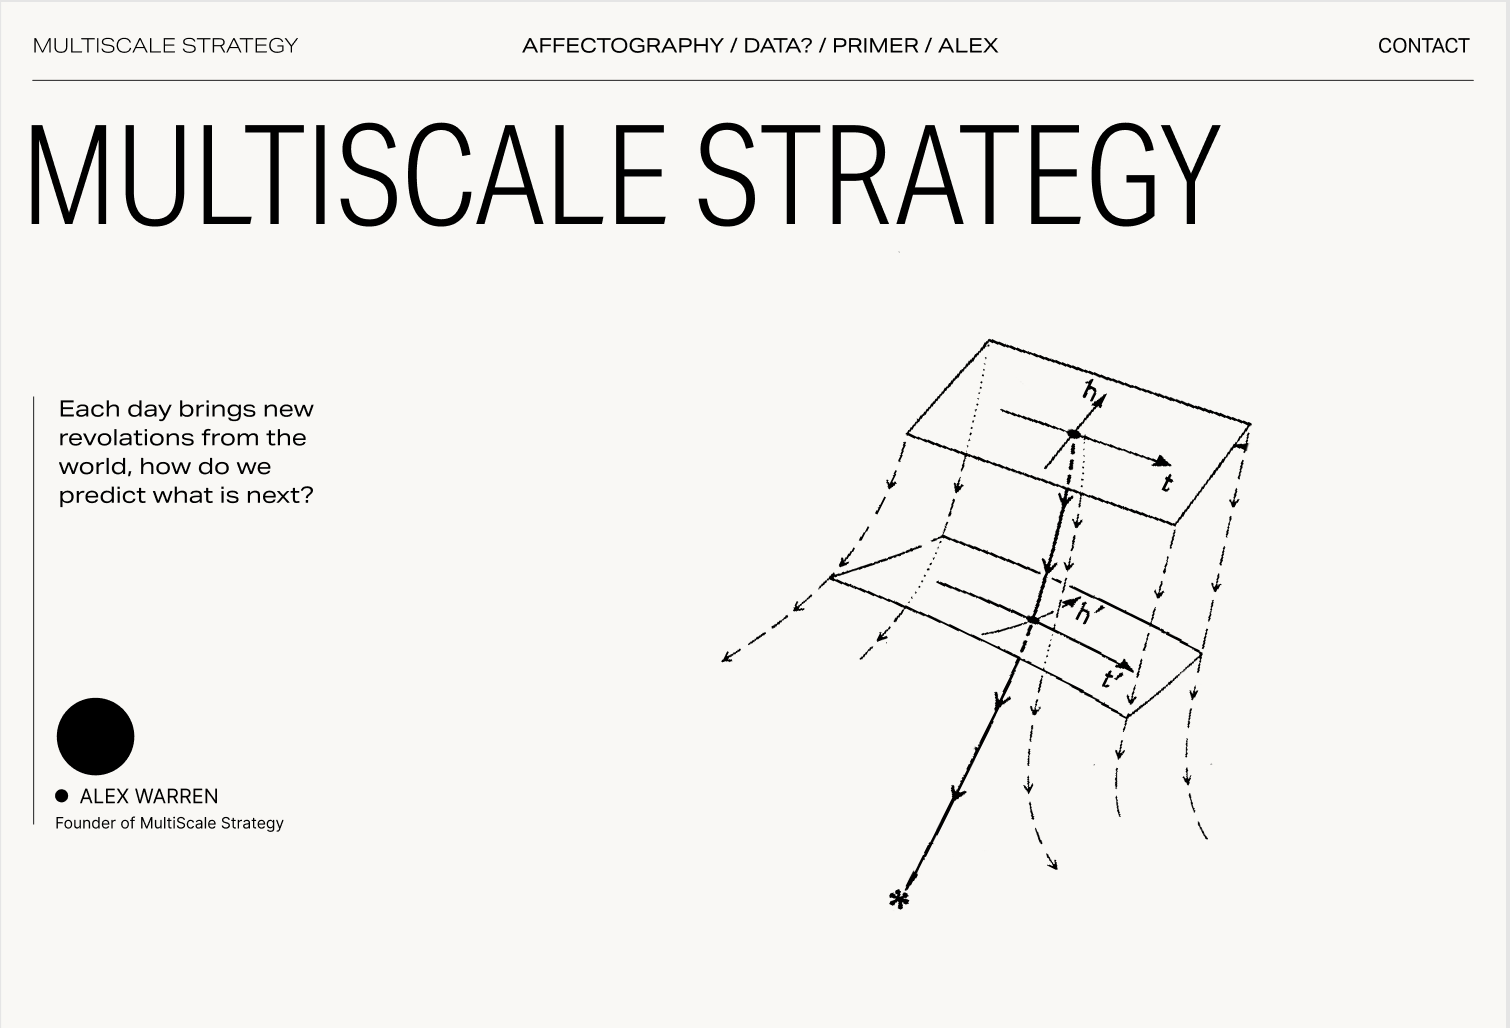 MULTISCALE STRATEGY
AFFECTOGRAPHY / DATA? / PRIMER / ALEX
CONTACT
MULTISCALE STRATEGY
Each day brings new
revolations from the
world, how do we
predict what is next?
ALEX WARREN
Founder of MultiScale Strategy
h
t
h′
t′
*